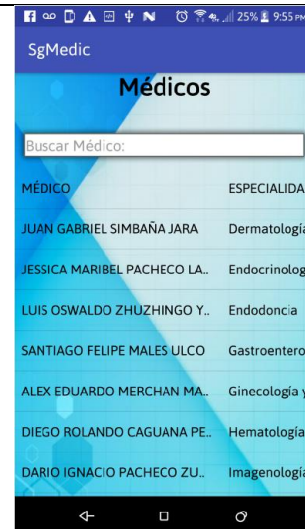 25% 9:55 PM
SgMedic
Médicos
Buscar Médico:
MÉDICO ESPECIALIDA
JUAN GABRIEL SIMBAÑA JARA Dermatología
JESSICA MARIBEL PACHECO LA.. Endocrinolog
LUIS OSWALDO ZHUZHINGO Y.. Endodoncia
SANTIAGO FELIPE MALES ULCO Gastroentero
ALEX EDUARDO MERCHAN MA.. Ginecología y
DIEGO ROLANDO CAGUANA PE.. Hematología
DARIO IGNACIO PACHECO ZU.. Imagenología